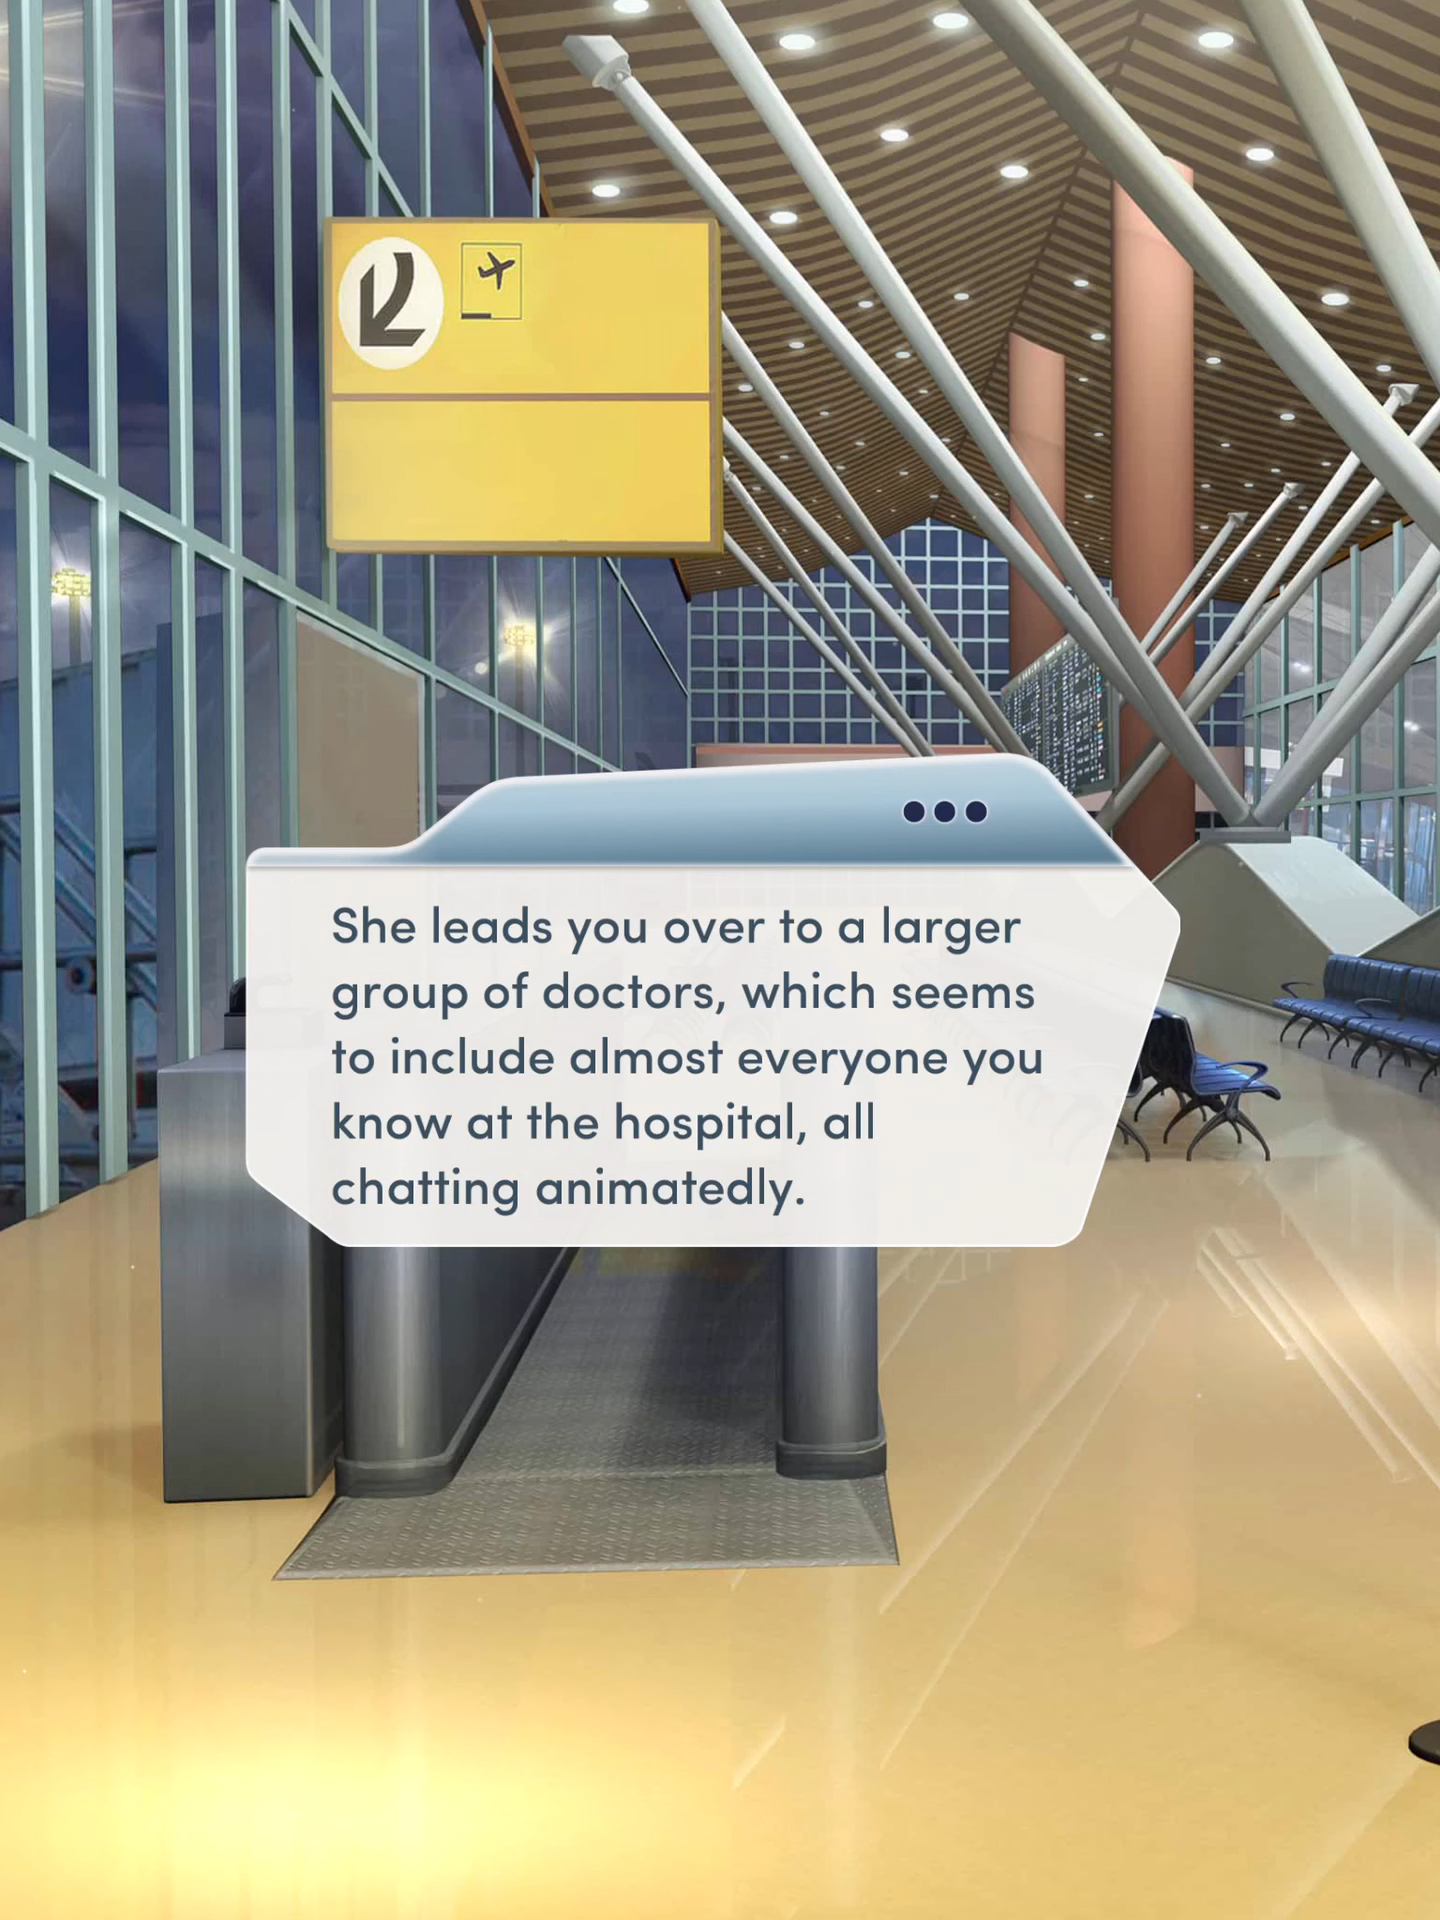 She leads you over to a larger
group of doctors, which seems
to include almost everyone you
know at the hospital, all
chatting animatedly.